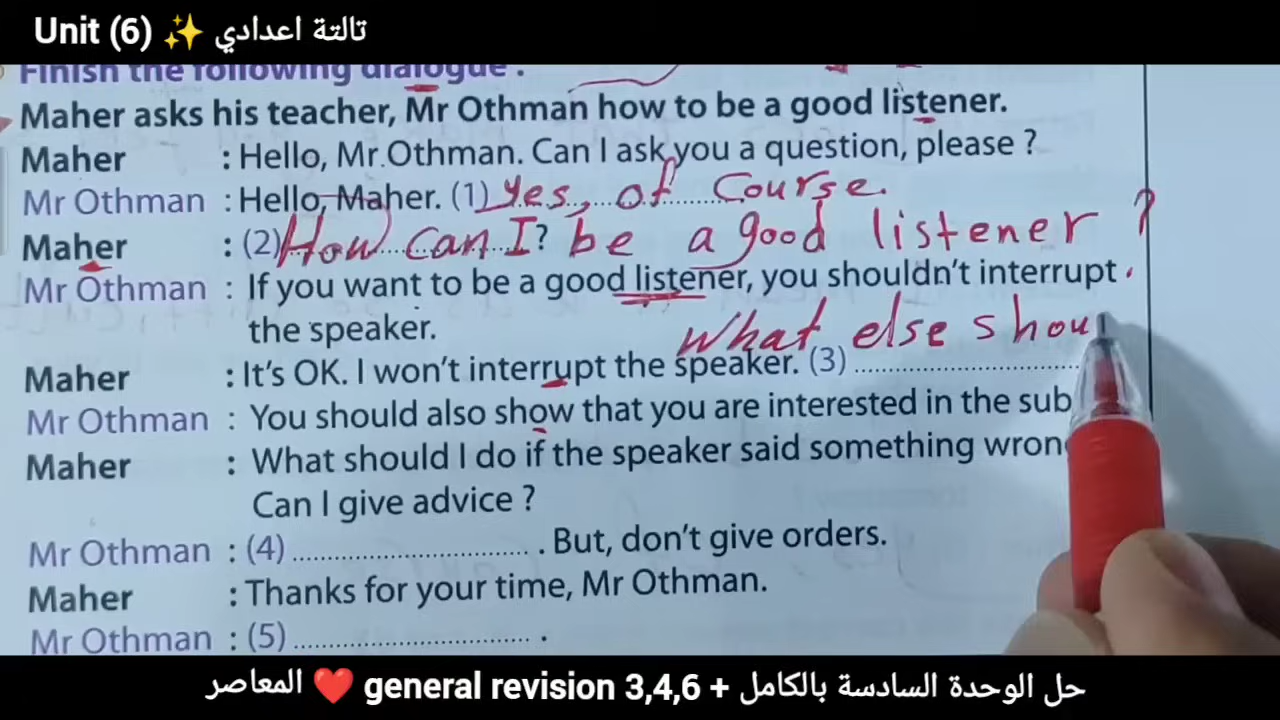 Unit (6) ✨ تالتة اعدادي
Finish the following dialogue .
Maher asks his teacher, Mr Othman how to be a good listener.
Maher : Hello, Mr.Othman. Can I ask you a question, please ?
Mr Othman : Hello, Maher. (1) Yes, of course.
Maher : (2) How can I? be a good listener ?
Mr Othman : If you want to be a good listener, you shouldn't interrupt
the speaker.
What else shou
Maher : It's OK. I won't interrupt the speaker. (3) ..............................
Mr Othman : You should also show that you are interested in the sub
Maher : What should I do if the speaker said something wron
Can I give advice ?
Mr Othman : (4) .............................. . But, don't give orders.
Maher : Thanks for your time, Mr Othman.
Mr Othman : (5) .............................. .
حل الوحدة السادسة بالكامل + general revision 3,4,6 ❤️ المعاصر